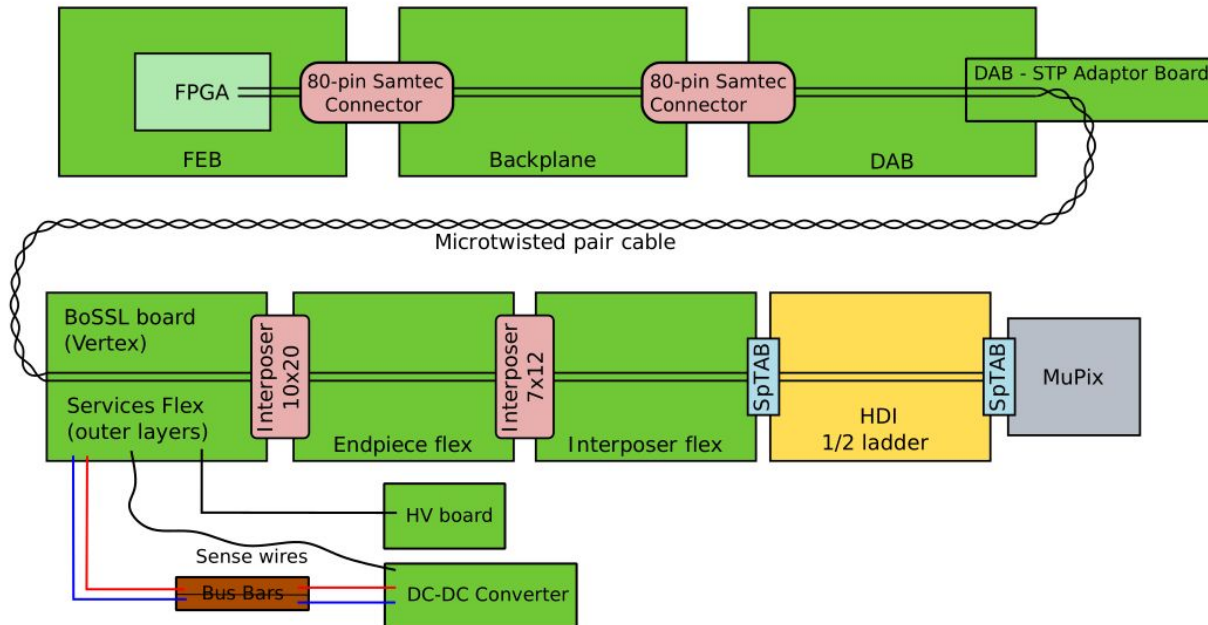 80-pin Samtec
Connector
80-pin Samtec
Connector
DAB - STP Adaptor Board
FPGA
FEB
Backplane
DAB
Microtwisted pair cable
BoSSL board
(Vertex)
Services Flex
(outer layers)
Interposer
10x20
Endpiece flex
Interposer
7x12
Interposer flex
SpTAB
HDI
1/2 ladder
SpTAB
MuPix
HV board
Sense wires
Bus Bars
DC-DC Converter